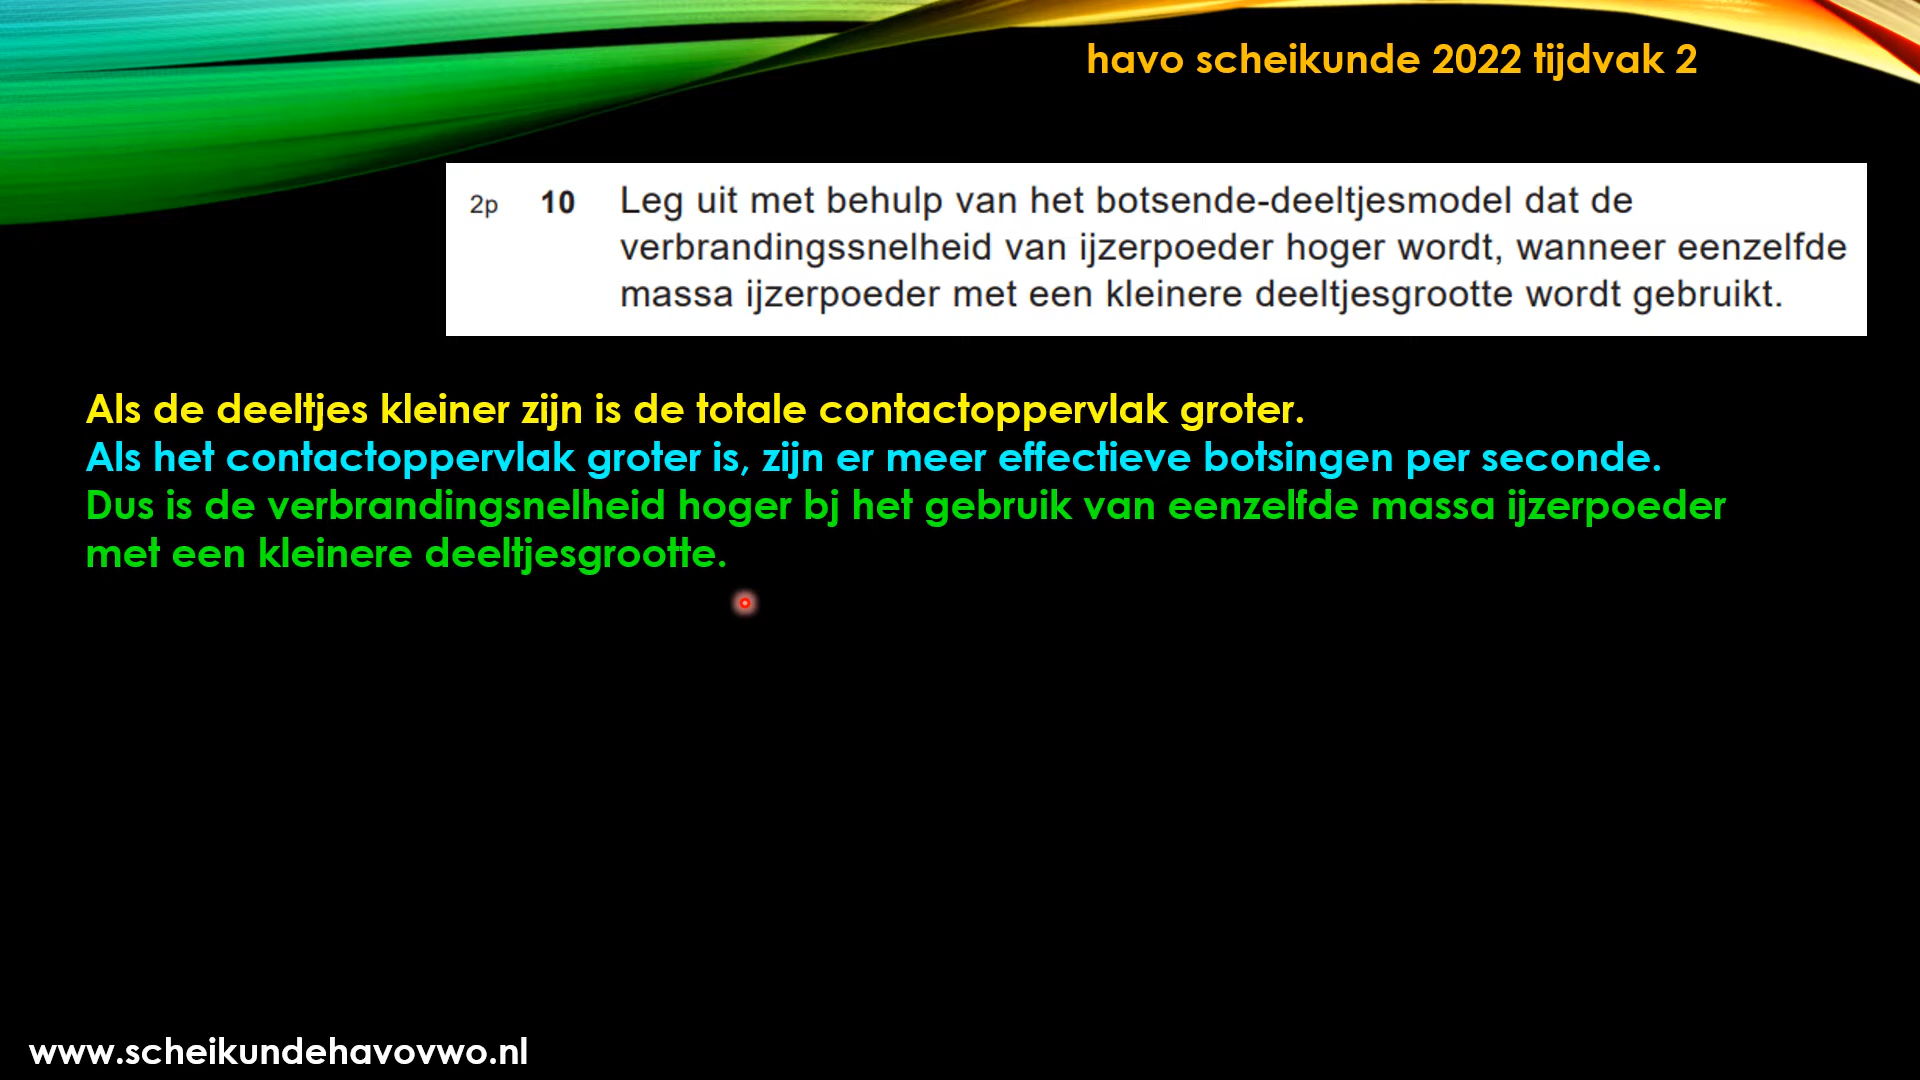 havo scheikunde 2022 tijdvak 2
2p 10 Leg uit met behulp van het botsende-deeltjesmodel dat de
verbrandingssnelheid van ijzerpoeder hoger wordt, wanneer eenzelfde
massa ijzerpoeder met een kleinere deeltjesgrootte wordt gebruikt.
Als de deeltjes kleiner zijn is de totale contactoppervlak groter.
Als het contactoppervlak groter is, zijn er meer effectieve botsingen per seconde.
Dus is de verbrandingsnelheid hoger bj het gebruik van eenzelfde massa ijzerpoeder
met een kleinere deeltjesgrootte.
www.scheikundehavovwo.nl